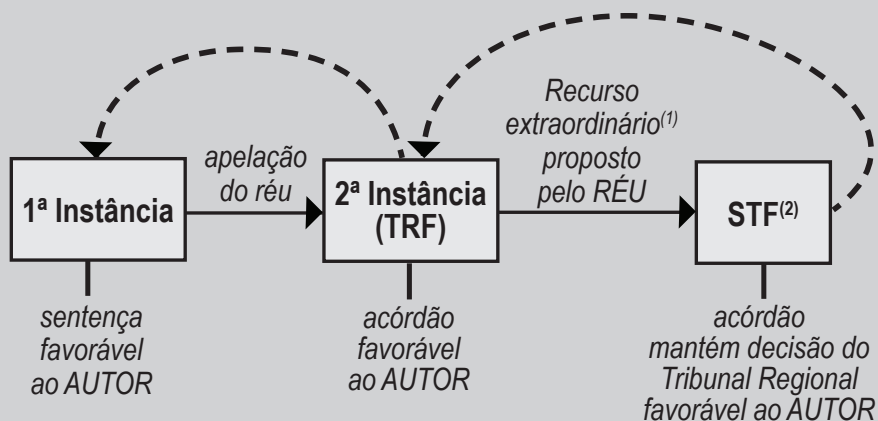 1ª Instância
apelação
do réu
2ª Instância
(TRF)
Recurso
extraordinário(1)
proposto
pelo RÉU
STF(2)
sentença
favorável
ao AUTOR
acórdão
favorável
ao AUTOR
acórdão
mantém decisão do
Tribunal Regional
favorável ao AUTOR